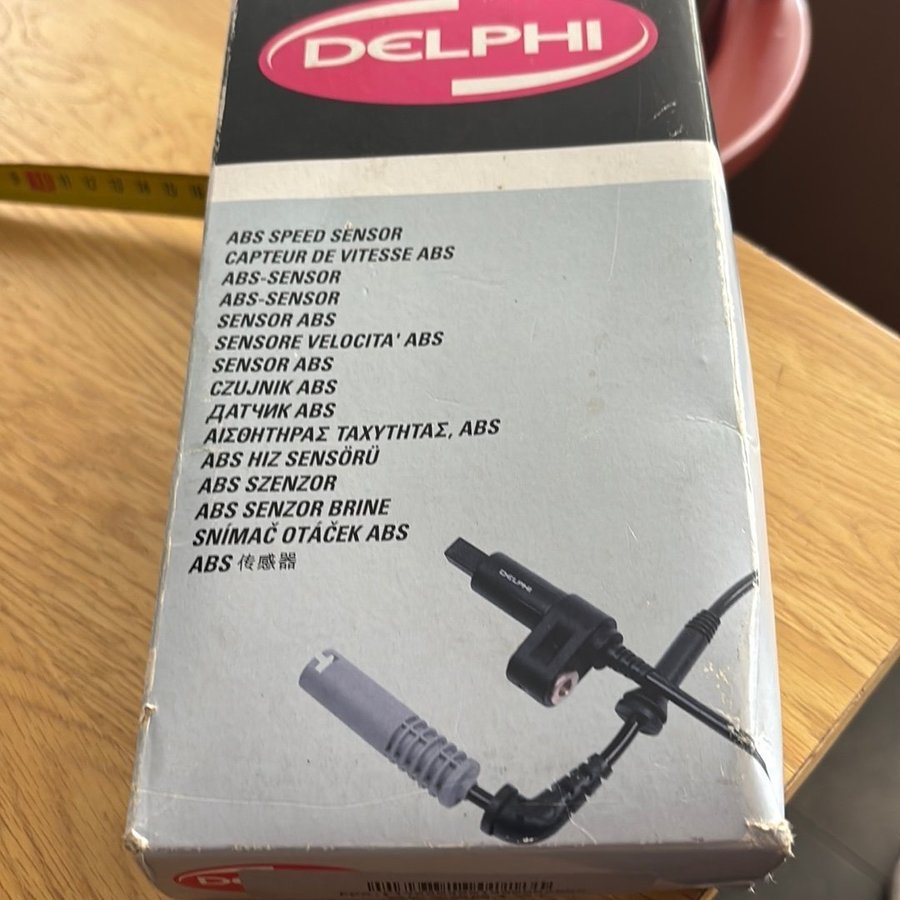 DELPHI
ABS SPEED SENSOR
CAPTEUR DE VITESSE ABS
ABS-SENSOR
ABS-SENSOR
SENSOR ABS
SENSORE VELOCITA' ABS
SENSOR ABS
CZUJNIK ABS
ДАТЧИК ABS
ΑΙΣΘΗΤΗΡΑΣ ΤΑΧΥΤΗΤΑΣ, ABS
ABS HIZ SENSÖRÜ
ABS SZENZOR
ABS SENZOR BRINE
SNÍMAČ OTÁČEK ABS
ABS 传感器
DELPHI